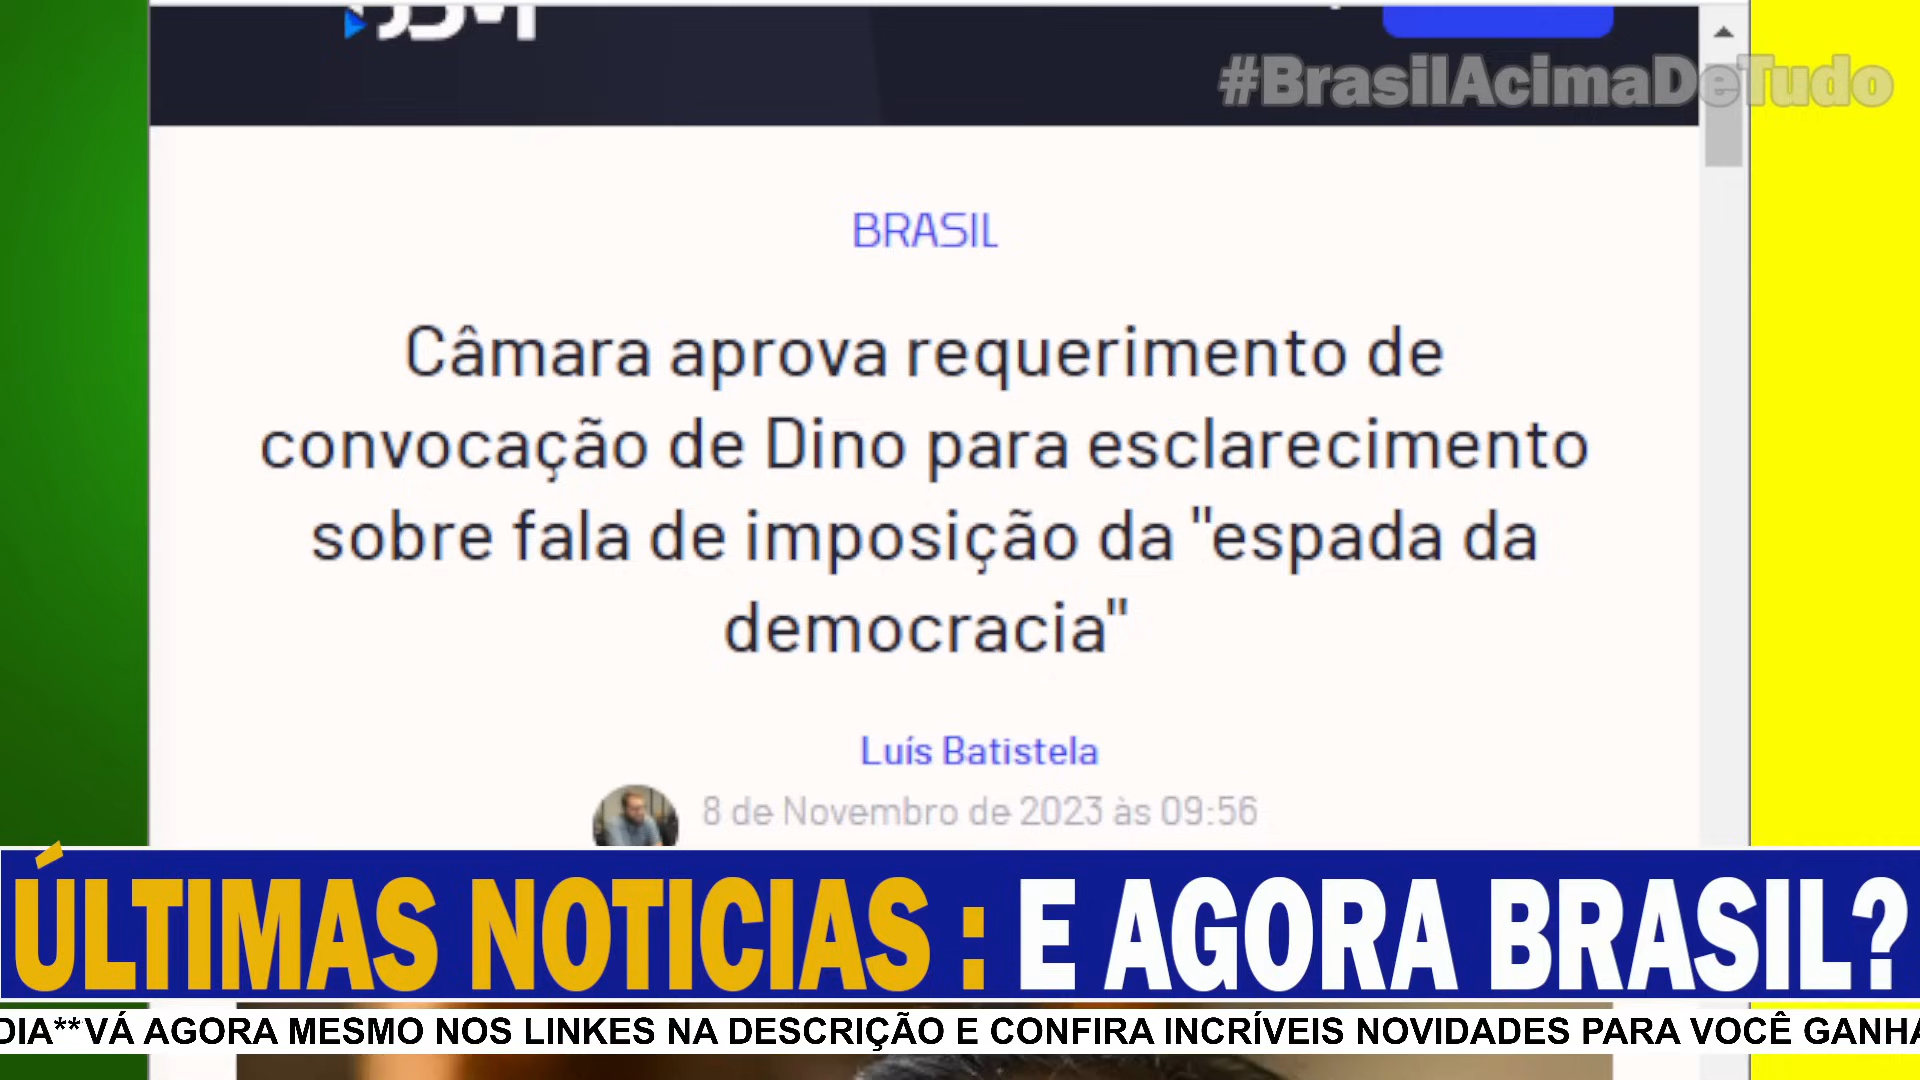 #BrasilAcimaDeTudo
BRASIL
Câmara aprova requerimento de
convocação de Dino para esclarecimento
sobre fala de imposição da "espada da
democracia"
Luís Batistela
8 de Novembro de 2023 às 09:56
ÚLTIMAS NOTICIAS : E AGORA BRASIL?
DIA**VÁ AGORA MESMO NOS LINKES NA DESCRIÇÃO E CONFIRA INCRÍVEIS NOVIDADES PARA VOCÊ GANHA